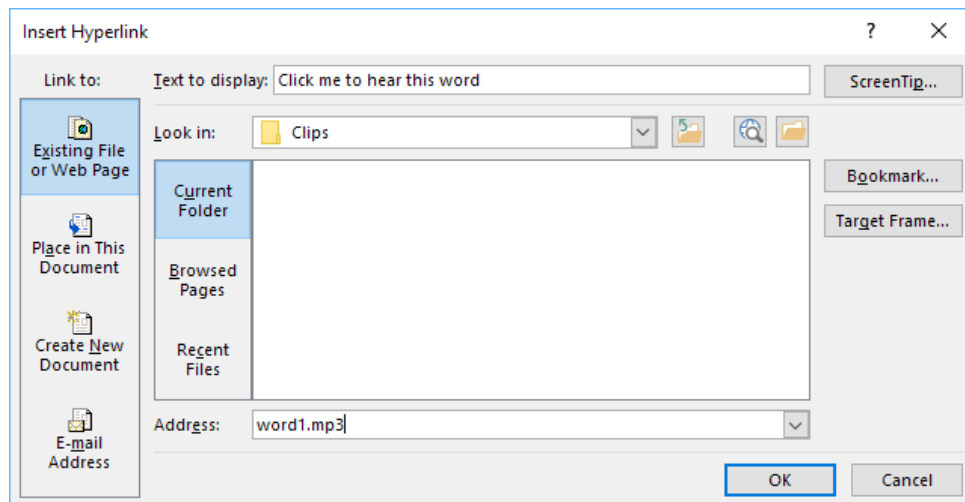 Insert Hyperlink
?
Link to:
Text to display: Click me to hear this word
ScreenTip...
Existing File
or Web Page
Look in: Clips
Current
Folder
Bookmark...
Place in This
Document
Target Frame...
Browsed
Pages
Create New
Document
Recent
Files
E-mail
Address
Address: word1.mp3
OK
Cancel